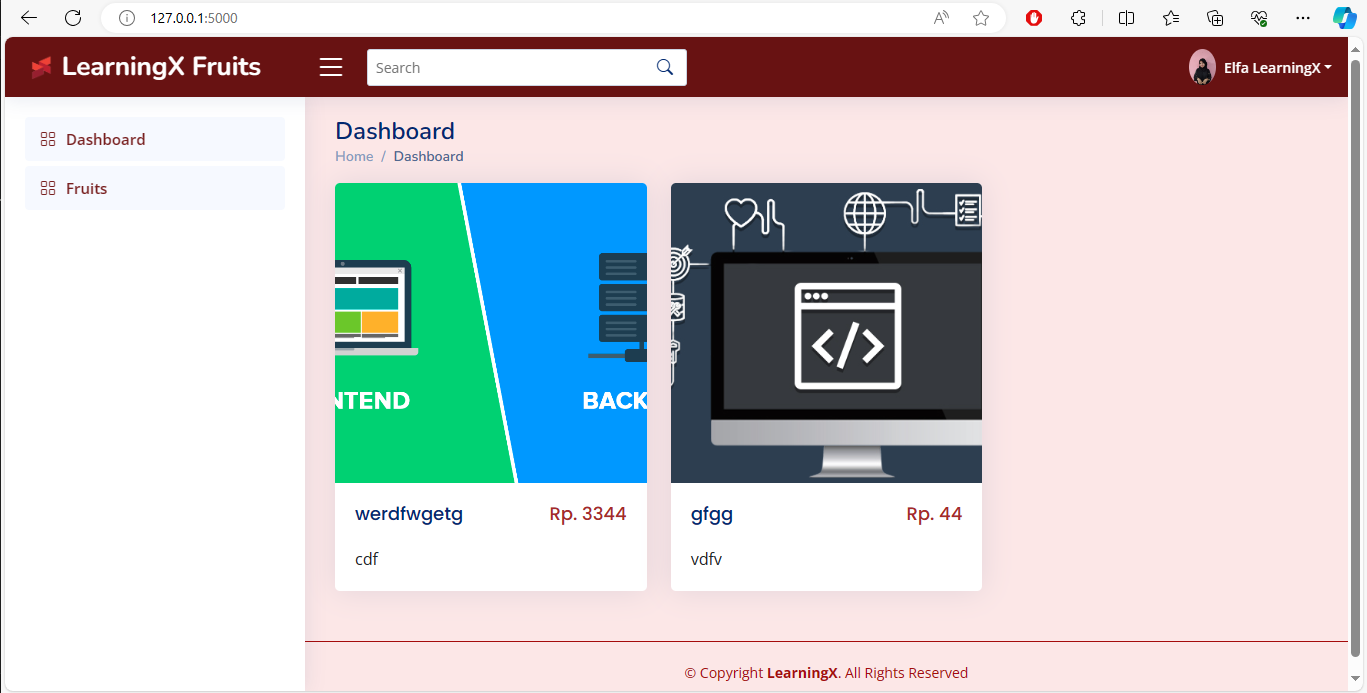 127.0.0.1:5000
LearningX Fruits
Search
Elfa LearningX
Dashboard
Fruits
Dashboard
Home / Dashboard
NTEND
BACK
werdfwgetg Rp. 3344
cdf
gfgg Rp. 44
vdfv
© Copyright LearningX. All Rights Reserved